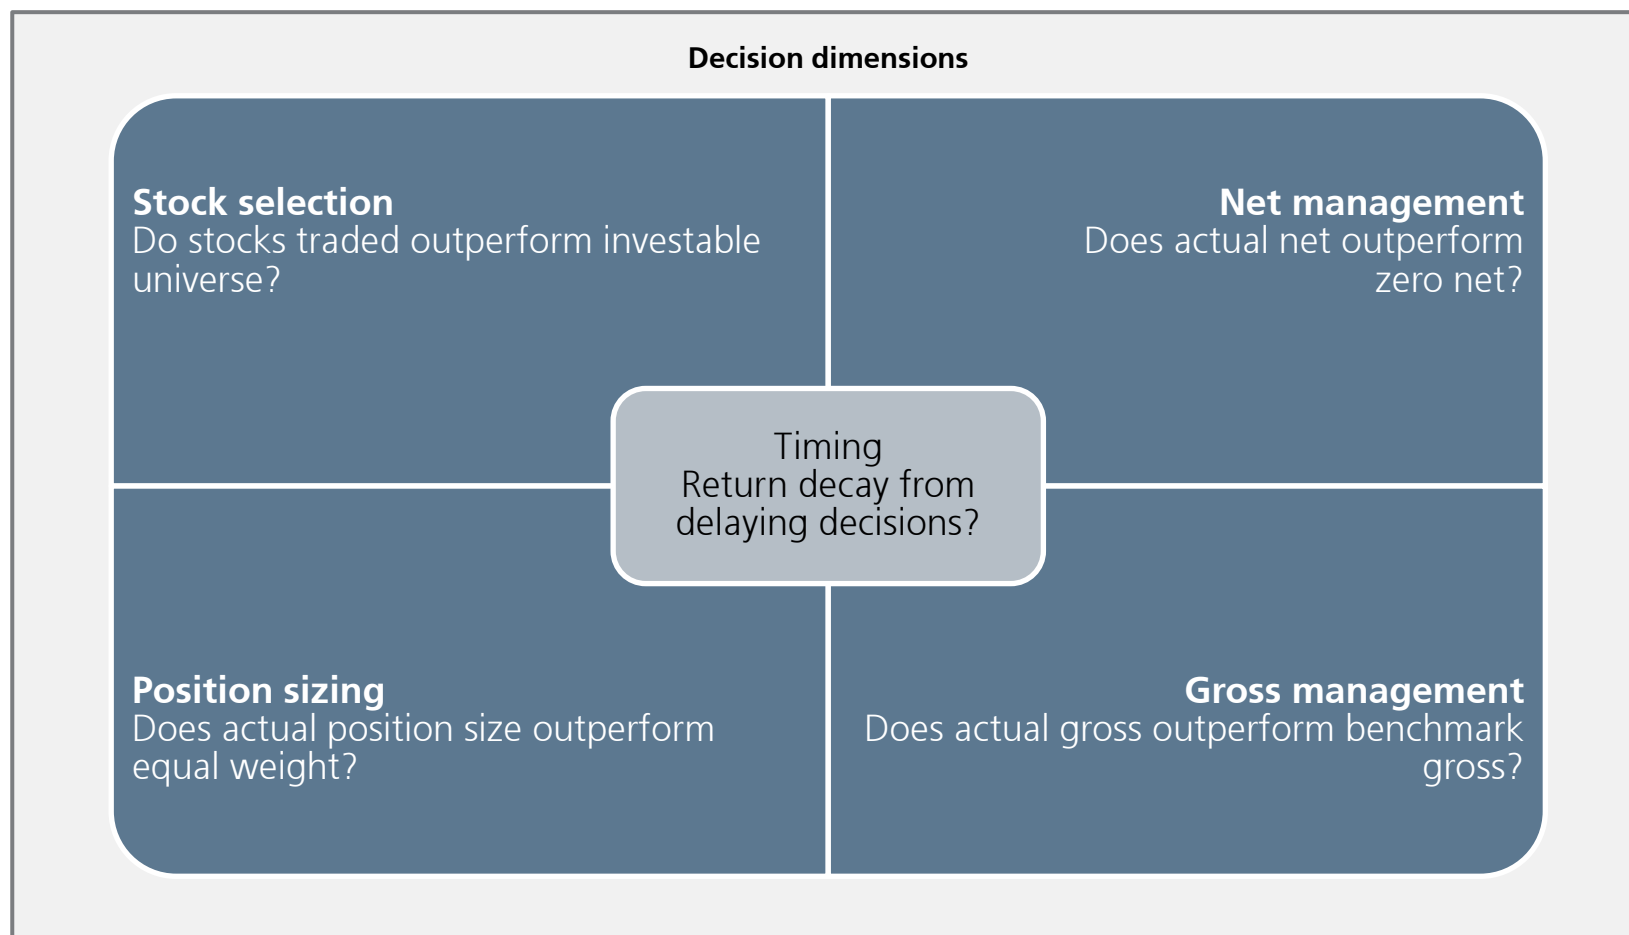 Decision dimensions
Stock selection
Do stocks traded outperform investable
universe?
Net management
Does actual net outperform
zero net?
Timing
Return decay from
delaying decisions?
Position sizing
Does actual position size outperform
equal weight?
Gross management
Does actual gross outperform benchmark
gross?